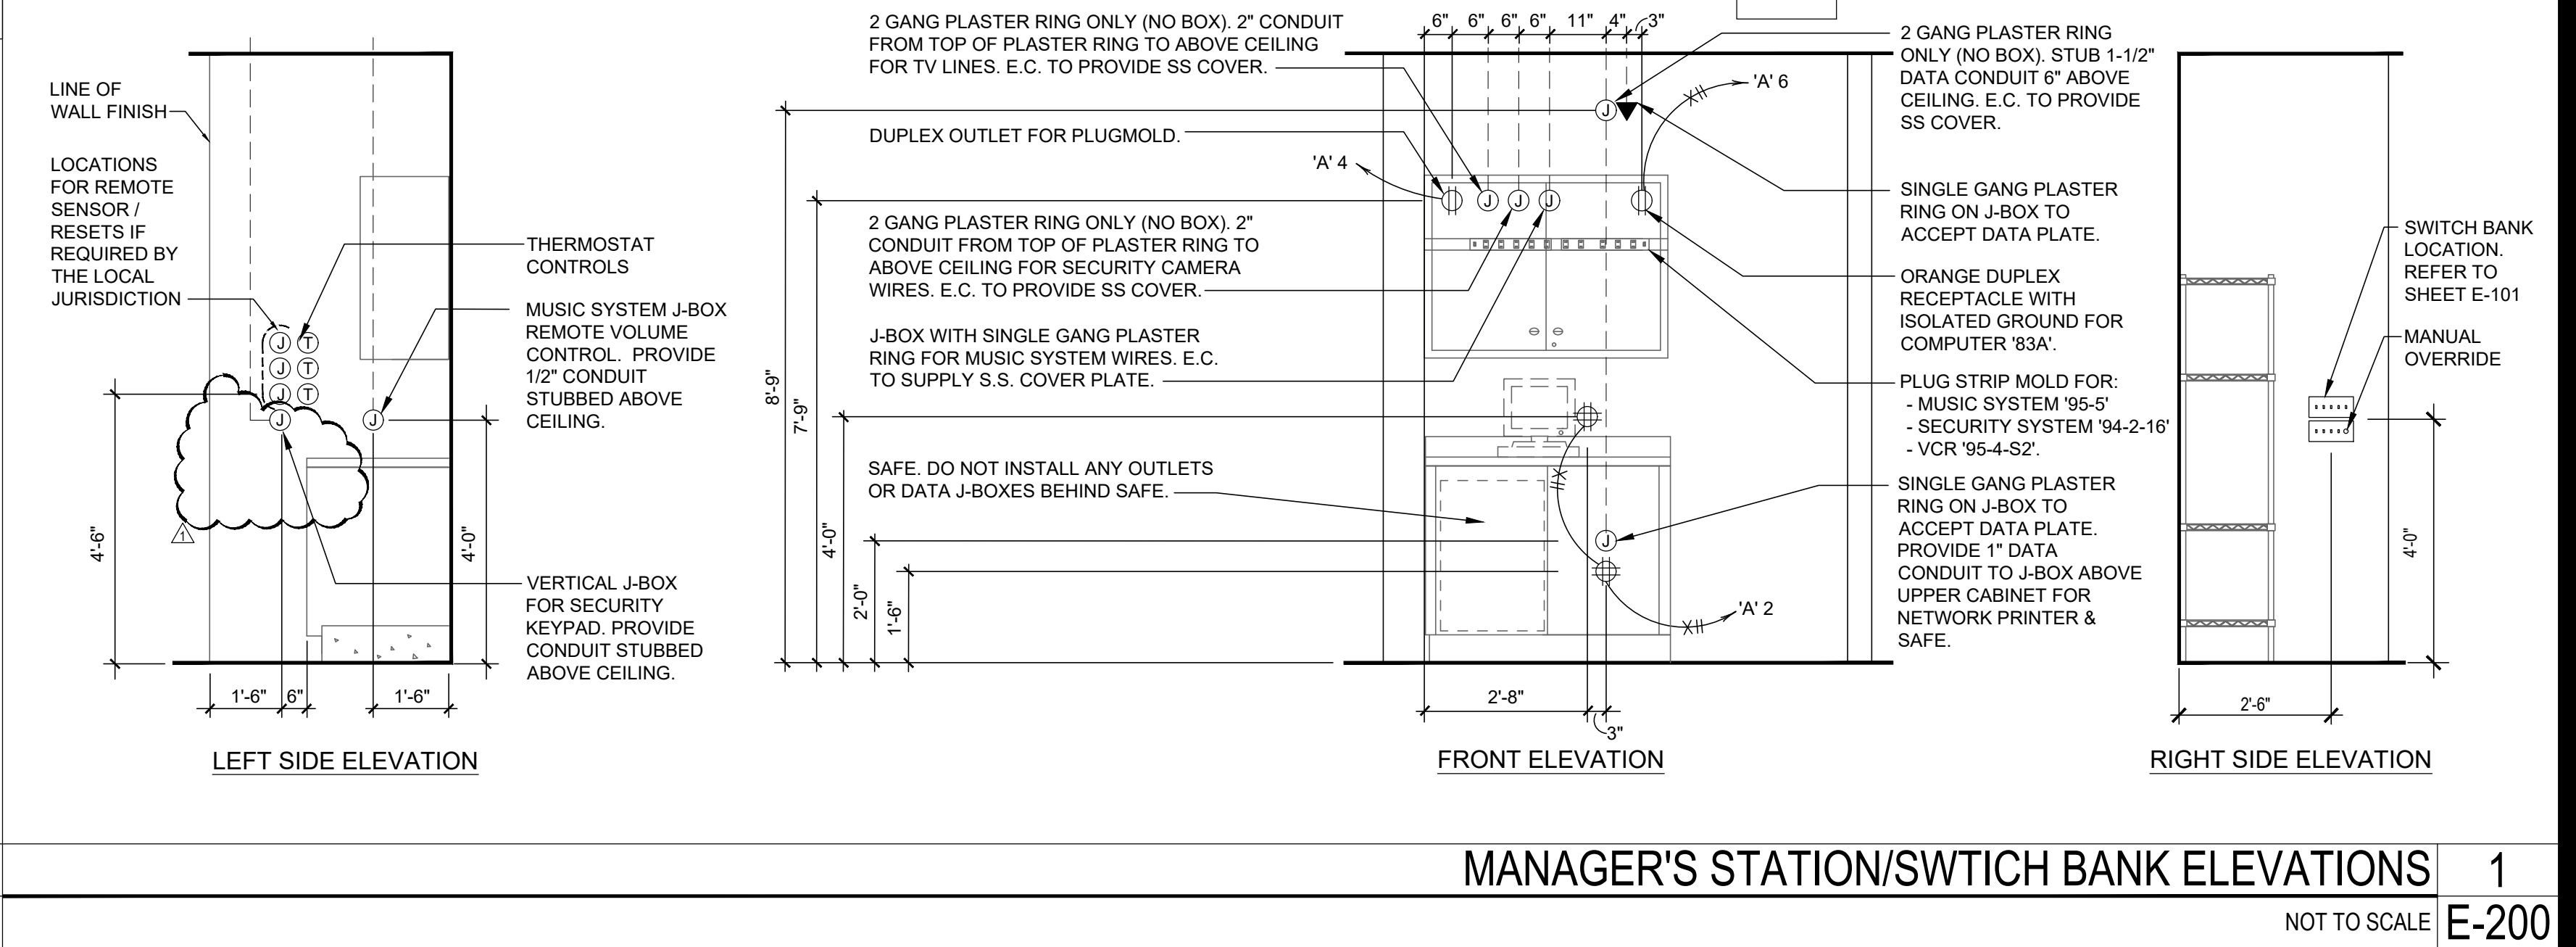 LINE OF
WALL FINISH
LOCATIONS
FOR REMOTE
SENSOR /
RESETS IF
REQUIRED BY
THE LOCAL
JURISDICTION
J
T
J
T
J
T
J
J
THERMOSTAT
CONTROLS
MUSIC SYSTEM J-BOX
REMOTE VOLUME
CONTROL. PROVIDE
1/2" CONDUIT
STUBBED ABOVE
CEILING.
VERTICAL J-BOX
FOR SECURITY
KEYPAD. PROVIDE
CONDUIT STUBBED
ABOVE CEILING.
1
4'-6"
4'-0"
1'-6"
6"
1'-6"
LEFT SIDE ELEVATION
2 GANG PLASTER RING ONLY (NO BOX). 2" CONDUIT
FROM TOP OF PLASTER RING TO ABOVE CEILING
FOR TV LINES. E.C. TO PROVIDE SS COVER.
DUPLEX OUTLET FOR PLUGMOLD.
'A' 4
2 GANG PLASTER RING ONLY (NO BOX). 2"
CONDUIT FROM TOP OF PLASTER RING TO
ABOVE CEILING FOR SECURITY CAMERA
WIRES. E.C. TO PROVIDE SS COVER.
J-BOX WITH SINGLE GANG PLASTER
RING FOR MUSIC SYSTEM WIRES. E.C.
TO SUPPLY S.S. COVER PLATE.
SAFE. DO NOT INSTALL ANY OUTLETS
OR DATA J-BOXES BEHIND SAFE.
8'-9"
7'-9"
4'-0"
2'-0"
1'-6"
6"
6"
6"
6"
11"
4"
3"
J
'A' 6
J
J
J
J
'A' 2
2'-8"
3"
FRONT ELEVATION
2 GANG PLASTER RING
ONLY (NO BOX). STUB 1-1/2"
DATA CONDUIT 6" ABOVE
CEILING. E.C. TO PROVIDE
SS COVER.
SINGLE GANG PLASTER
RING ON J-BOX TO
ACCEPT DATA PLATE.
ORANGE DUPLEX
RECEPTACLE WITH
ISOLATED GROUND FOR
COMPUTER '83A'.
PLUG STRIP MOLD FOR:
- MUSIC SYSTEM '95-5'
- SECURITY SYSTEM '94-2-16'
- VCR '95-4-S2'.
SINGLE GANG PLASTER
RING ON J-BOX TO
ACCEPT DATA PLATE.
PROVIDE 1" DATA
CONDUIT TO J-BOX ABOVE
UPPER CABINET FOR
NETWORK PRINTER &
SAFE.
SWITCH BANK
LOCATION.
REFER TO
SHEET E-101
MANUAL
OVERRIDE
4'-0"
2'-6"
RIGHT SIDE ELEVATION
MANAGER'S STATION/SWTICH BANK ELEVATIONS
1
NOT TO SCALE
E-200